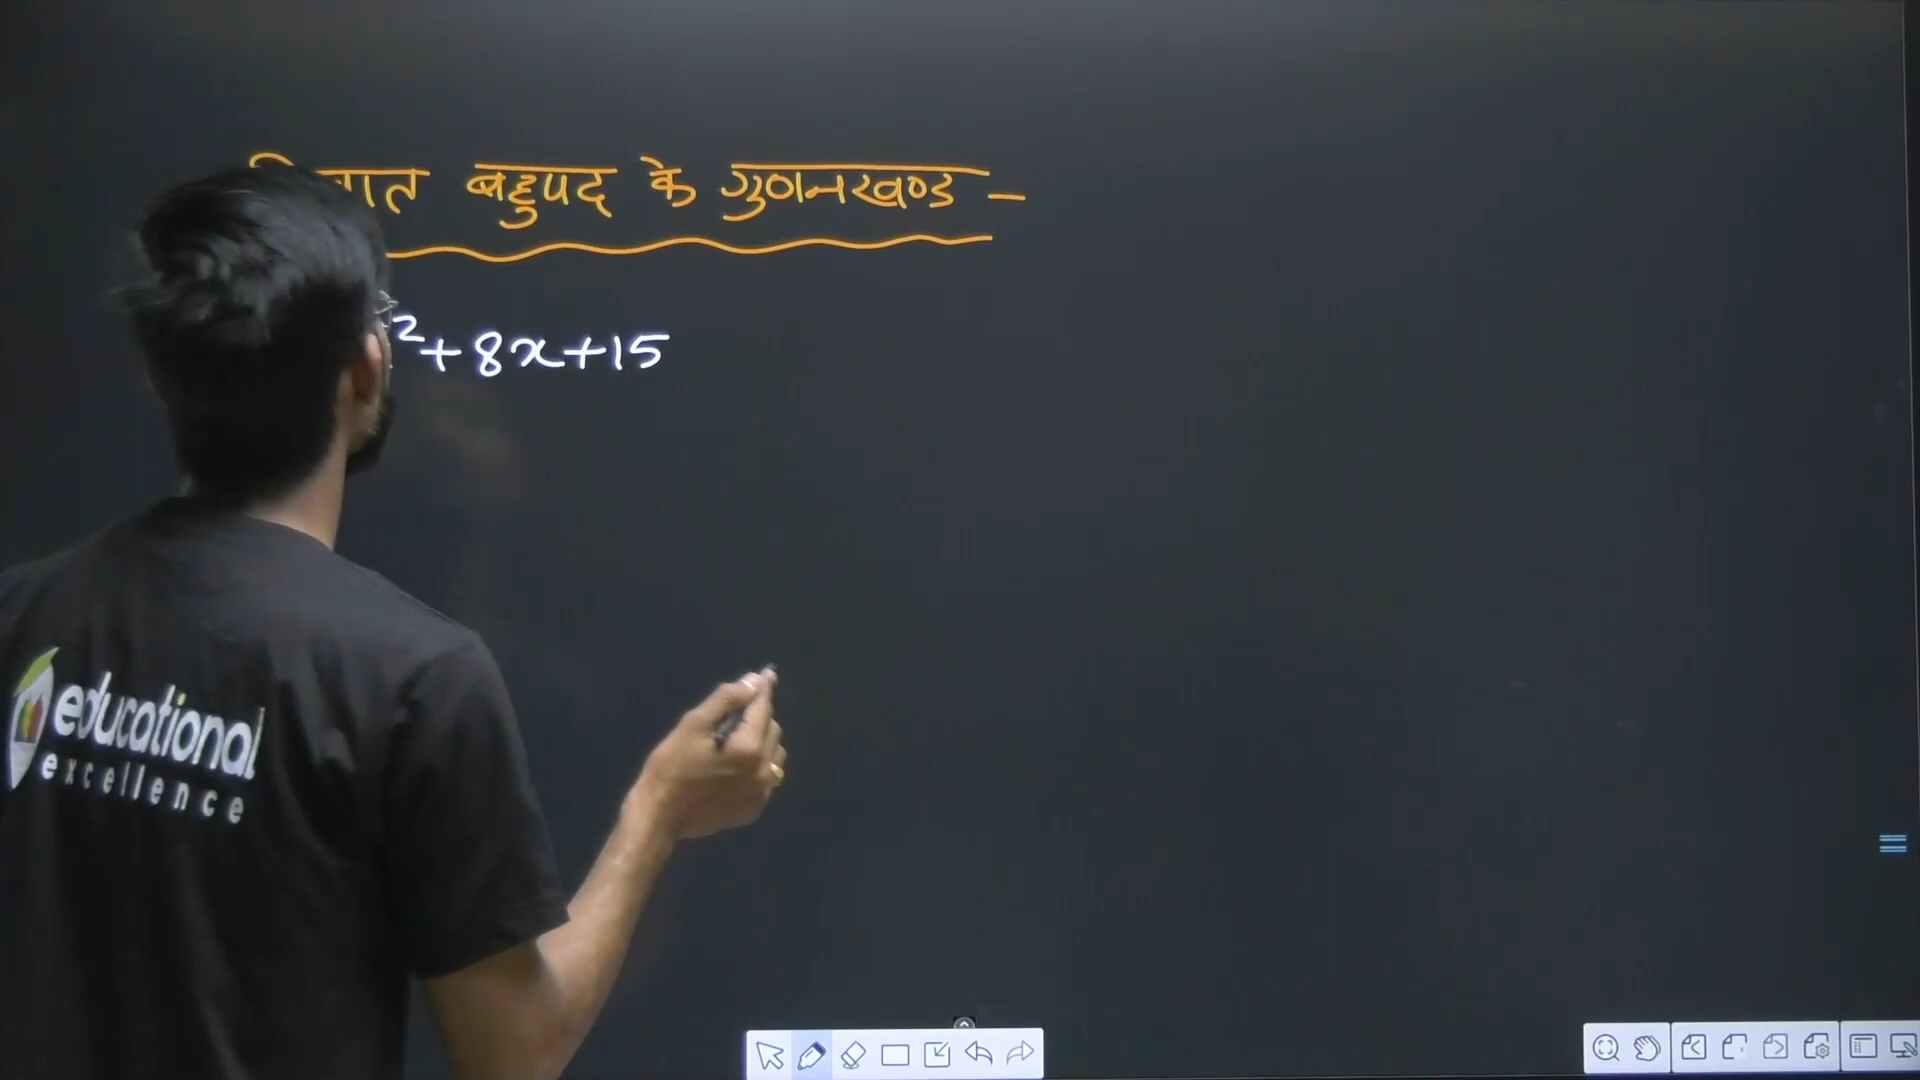 बहुपद के गुणनखण्ड -
² + 8x + 15
educational
excellence